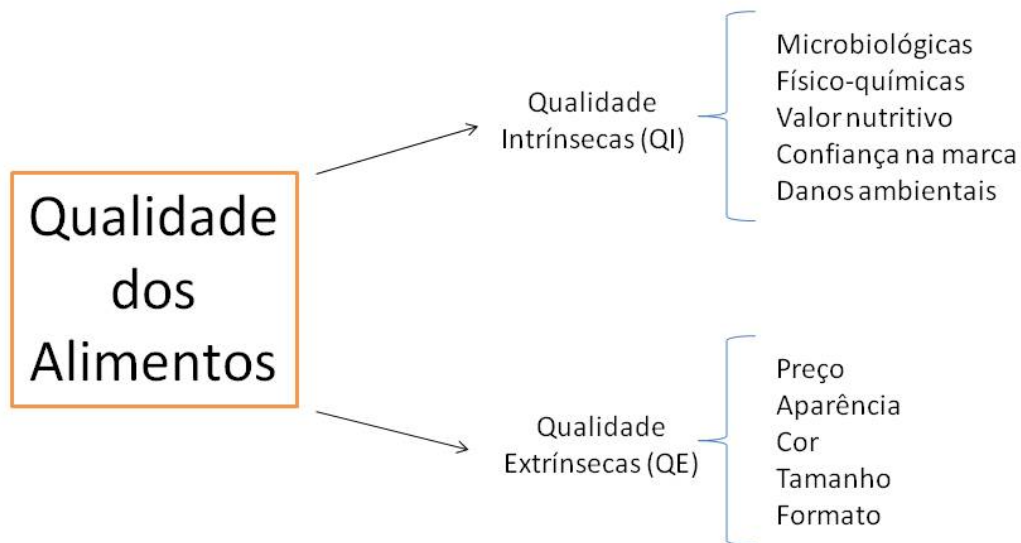 Qualidade
dos
Alimentos
Qualidade
Intrínsecas (QI)
Microbiológicas
Físico-químicas
Valor nutritivo
Confiança na marca
Danos ambientais
Qualidade
Extrínsecas (QE)
Preço
Aparência
Cor
Tamanho
Formato